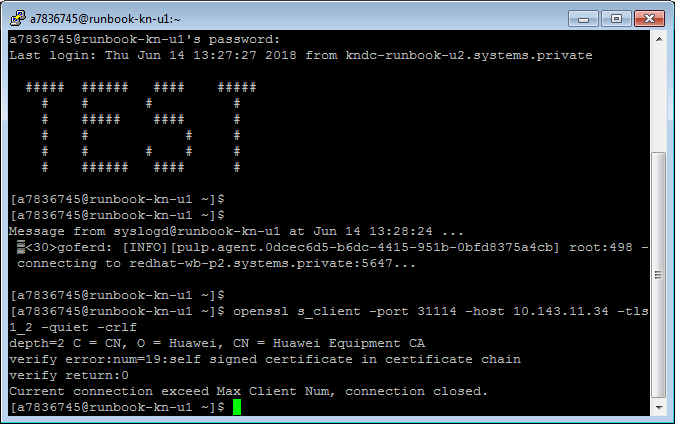 a7836745@runbook-kn-u1:~
a7836745@runbook-kn-u1's password:
Last login: Thu Jun 14 13:27:27 2018 from kndc-runbook-u2.systems.private
TEST
[a7836745@runbook-kn-u1 ~]$
[a7836745@runbook-kn-u1 ~]$
Message from syslogd@runbook-kn-u1 at Jun 14 13:28:24 ...
<30>goferd: [INFO][pulp.agent.0dcec6d5-b6dc-4415-951b-0bfd8375a4cb] root:498 -
connecting to redhat-wb-p2.systems.private:5647...
[a7836745@runbook-kn-u1 ~]$
[a7836745@runbook-kn-u1 ~]$ openssl s_client -port 31114 -host 10.143.11.34 -tls
1_2 -quiet -crlf
depth=2 C = CN, O = Huawei, CN = Huawei Equipment CA
verify error:num=19:self signed certificate in certificate chain
verify return:0
Current connection exceed Max Client Num, connection closed.
[a7836745@runbook-kn-u1 ~]$